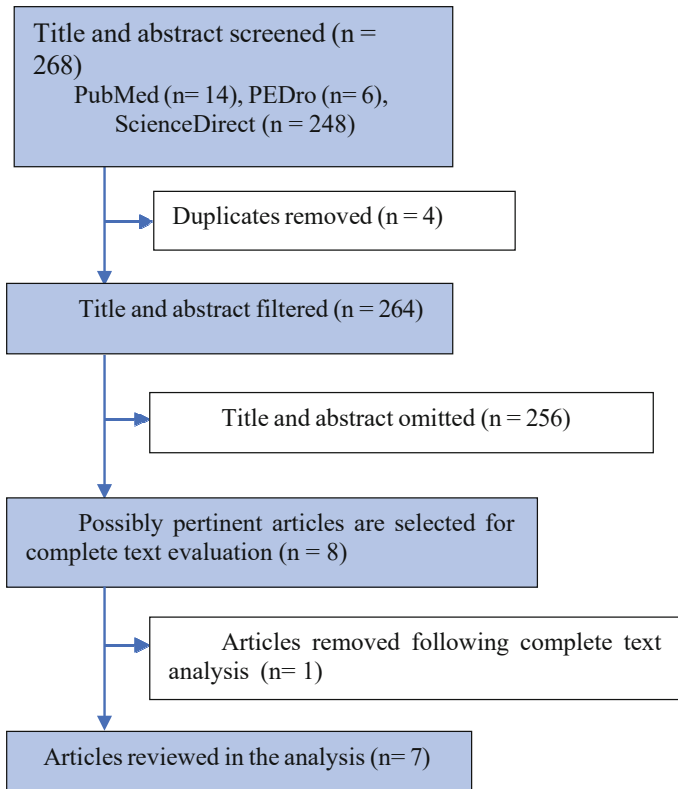 Title and abstract screened (n =
268)
PubMed (n= 14), PEDro (n= 6),
ScienceDirect (n = 248)
Duplicates removed (n = 4)
Title and abstract filtered (n = 264)
Title and abstract omitted (n = 256)
Possibly pertinent articles are selected for
complete text evaluation (n = 8)
Articles removed following complete text
analysis (n= 1)
Articles reviewed in the analysis (n= 7)